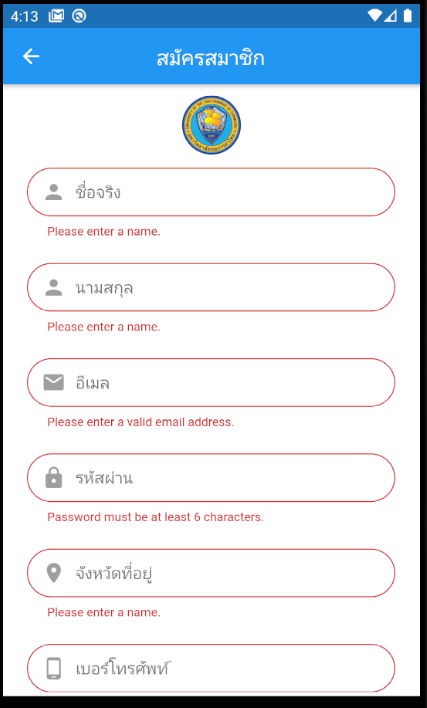 4:13
สมัครสมาชิก
ชื่อจริง
Please enter a name.
นามสกุล
Please enter a name.
อีเมล
Please enter a valid email address.
รหัสผ่าน
Password must be at least 6 characters.
จังหวัดที่อยู่
Please enter a name.
เบอร์โทรศัพท์